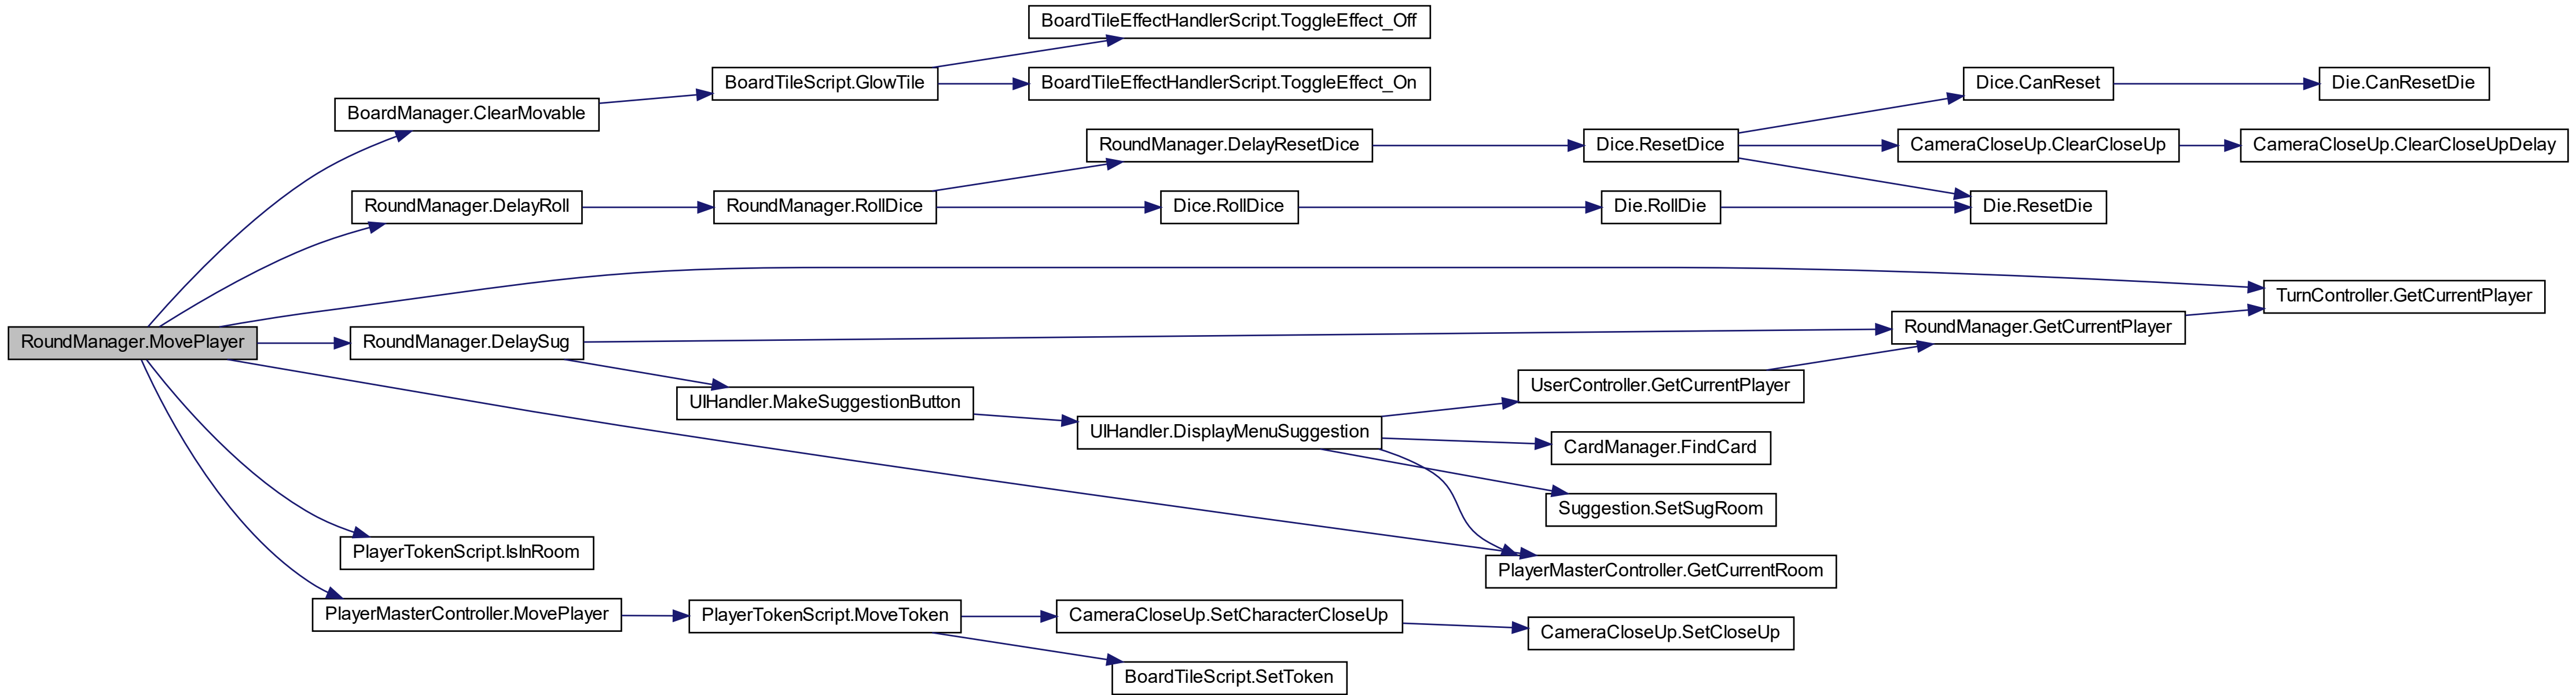 BoardTileEffectHandlerScript.ToggleEffect_Off
BoardTileScript.GlowTile
BoardTileEffectHandlerScript.ToggleEffect_On
Dice.CanReset
Die.CanResetDie
BoardManager.ClearMovable
RoundManager.DelayResetDice
Dice.ResetDice
CameraCloseUp.ClearCloseUp
CameraCloseUp.ClearCloseUpDelay
RoundManager.DelayRoll
RoundManager.RollDice
Dice.RollDice
Die.RollDie
Die.ResetDie
TurnController.GetCurrentPlayer
RoundManager.GetCurrentPlayer
RoundManager.MovePlayer
RoundManager.DelaySug
UserController.GetCurrentPlayer
UIHandler.MakeSuggestionButton
UIHandler.DisplayMenuSuggestion
CardManager.FindCard
Suggestion.SetSugRoom
PlayerTokenScript.IsInRoom
PlayerMasterController.GetCurrentRoom
PlayerMasterController.MovePlayer
PlayerTokenScript.MoveToken
CameraCloseUp.SetCharacterCloseUp
CameraCloseUp.SetCloseUp
BoardTileScript.SetToken